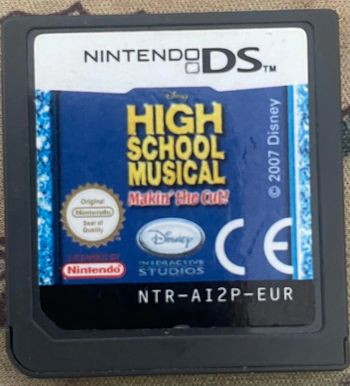 NINTENDO DS™
Disney
HIGH
SCHOOL
MUSICAL
Makin' the Cut!
© 2007 Disney
Original
Nintendo
Seal of
Quality
LICENSED BY
Nintendo
Disney
INTERACTIVE
STUDIOS
CE
NTR-AI2P-EUR